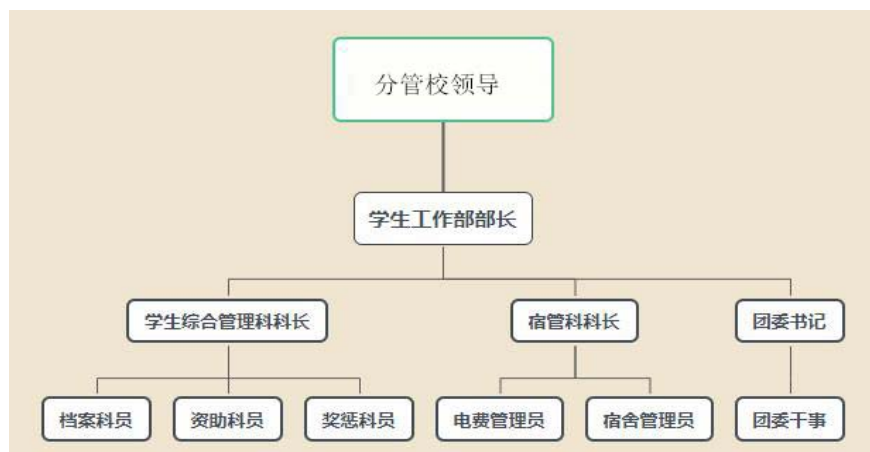 分管校领导
学生工作部部长
学生综合管理科科长
宿管科科长
团委书记
档案科员
资助科员
奖惩科员
电费管理员
宿舍管理员
团委干事